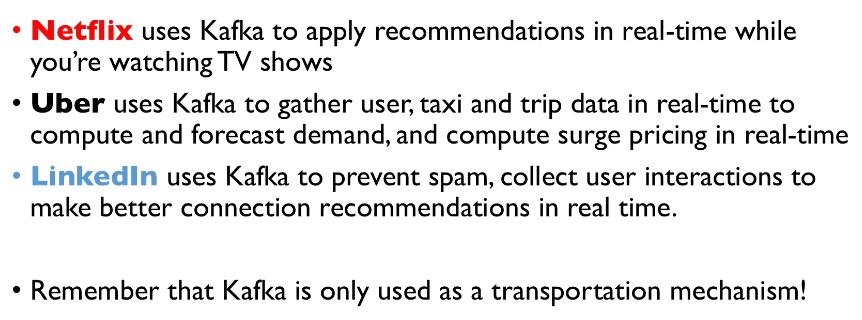 • Netflix uses Kafka to apply recommendations in real-time while
you're watching TV shows
• Uber uses Kafka to gather user, taxi and trip data in real-time to
compute and forecast demand, and compute surge pricing in real-time
• LinkedIn uses Kafka to prevent spam, collect user interactions to
make better connection recommendations in real time.
• Remember that Kafka is only used as a transportation mechanism!